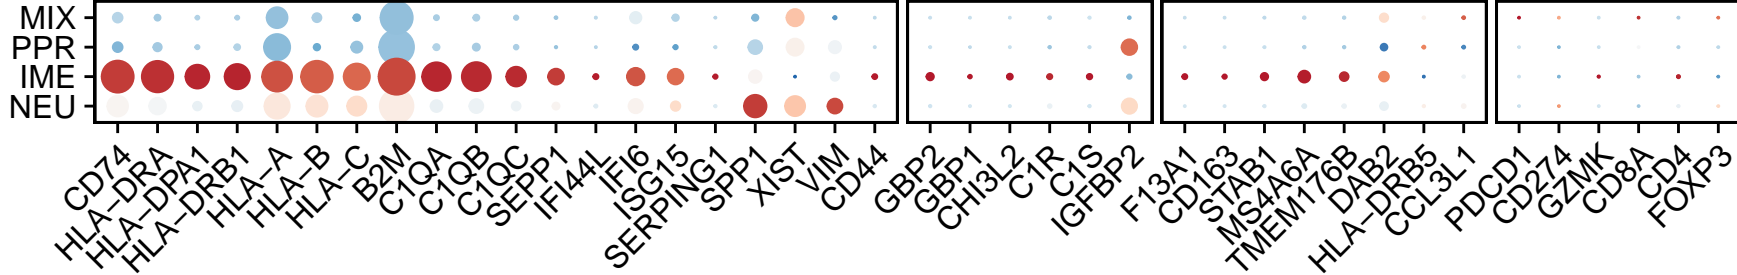 MIX
PPR
IME
NEU
CD74
HLA−DRA
HLA−DPA1
HLA−DRB1
HLA−A
HLA−B
HLA−C
B2M
C1QA
C1QB
C1QC
SEPP1
IFI44L
IFI6
ISG15
SERPING1
SPP1
XIST
VIM
CD44
GBP2
GBP1
CHI3L2
C1R
C1S
IGFBP2
F13A1
CD163
STAB1
MS4A6A
TMEM176B
DAB2
HLA−DRB5
CCL3L1
PDCD1
CD274
GZMK
CD8A
CD4
FOXP3